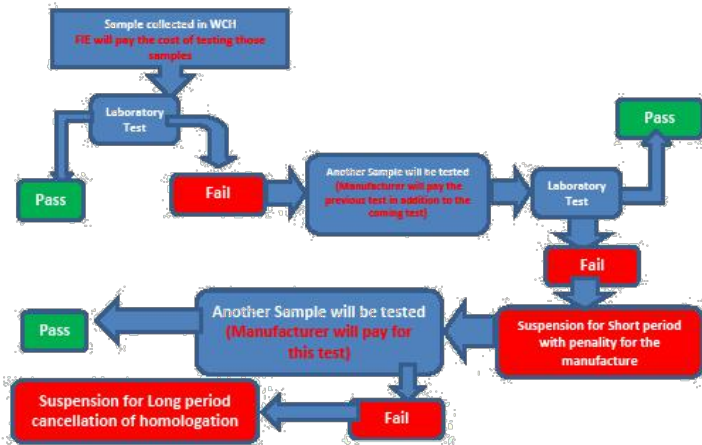 Sample collected in WCH
FIE will pay the cost of testing those
samples
Laboratory
Test
Pass
Fail
Another Sample will be tested
(Manufacturer will pay the
previous test in addition to the
coming test)
Laboratory
Test
Pass
Fail
Suspension for Short period
with penality for the
manufacture
Another Sample will be tested
(Manufacturer will pay for
this test)
Pass
Fail
Suspension for Long period
cancellation of homologation